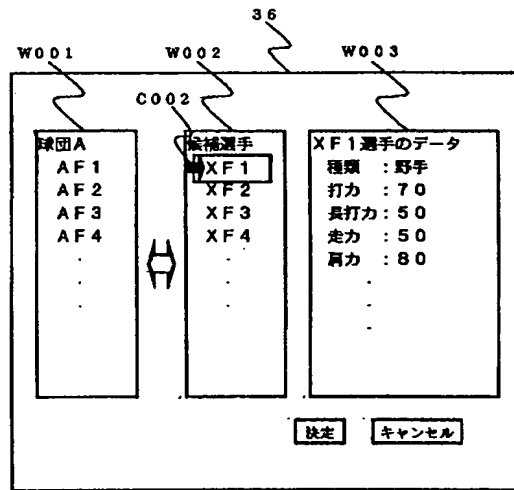 36
W001
W002
W003
C002
球団A
AF1
AF2
AF3
AF4
候補選手
XF1
XF2
XF3
XF4
XF1選手のデータ
種類 :野手
打力 :70
長打力:50
走力 :50
肩力 :80
決定
キャンセル